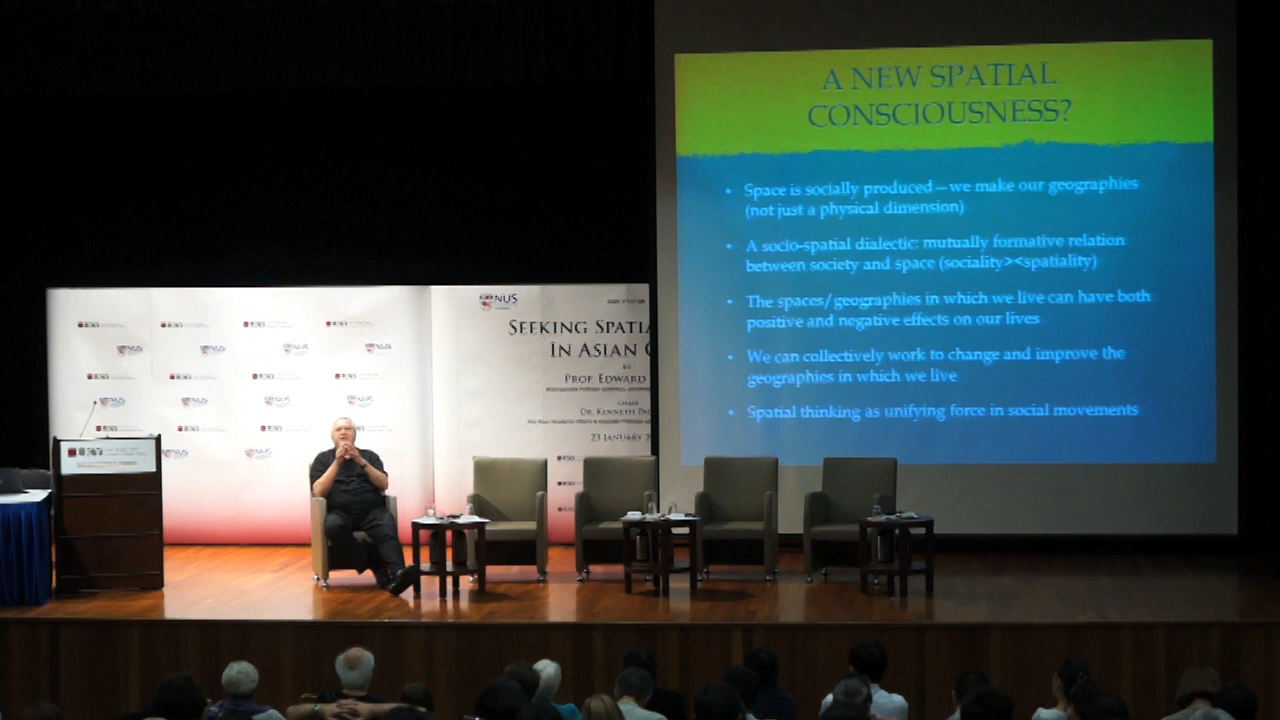 A NEW SPATIAL
CONSCIOUSNESS?
• Space is socially produced—we make our geographies
(not just a physical dimension)
• A socio-spatial dialectic: mutually formative relation
between society and space (sociality><spatiality)
• The spaces/geographies in which we live can have both
positive and negative effects on our lives
• We can collectively work to change and improve the
geographies in which we live
• Spatial thinking as unifying force in social movements
NUS
SEEKING SPATIA
IN ASIAN
BY
PROF. EDWARD
CHAIR
DR. KENNETH
23 JANUARY